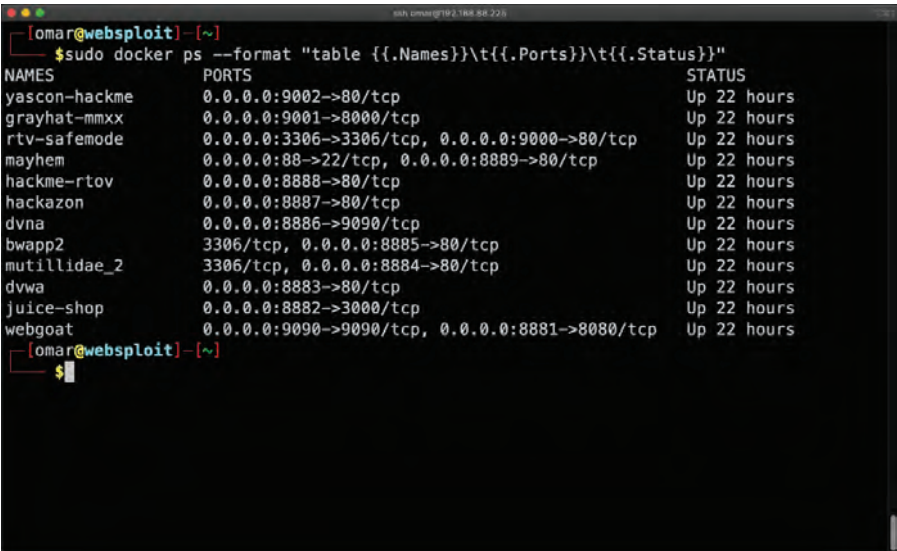 ssh omar@192.168.88.225
[omar@websploit]-[~]
$sudo docker ps --format "table {{.Names}}\t{{.Ports}}\t{{.Status}}"
NAMES PORTS STATUS
yascon-hackme 0.0.0.0:9002->80/tcp Up 22 hours
grayhat-mmxx 0.0.0.0:9001->8000/tcp Up 22 hours
rtv-safemode 0.0.0.0:3306->3306/tcp, 0.0.0.0:9000->80/tcp Up 22 hours
mayhem 0.0.0.0:88->22/tcp, 0.0.0.0:8889->80/tcp Up 22 hours
hackme-rtov 0.0.0.0:8888->80/tcp Up 22 hours
hackazon 0.0.0.0:8887->80/tcp Up 22 hours
dvna 0.0.0.0:8886->9090/tcp Up 22 hours
bwapp2 3306/tcp, 0.0.0.0:8885->80/tcp Up 22 hours
mutillidae_2 3306/tcp, 0.0.0.0:8884->80/tcp Up 22 hours
dvwa 0.0.0.0:8883->80/tcp Up 22 hours
juice-shop 0.0.0.0:8882->3000/tcp Up 22 hours
webgoat 0.0.0.0:9090->9090/tcp, 0.0.0.0:8881->8080/tcp Up 22 hours
[omar@websploit]-[~]
$